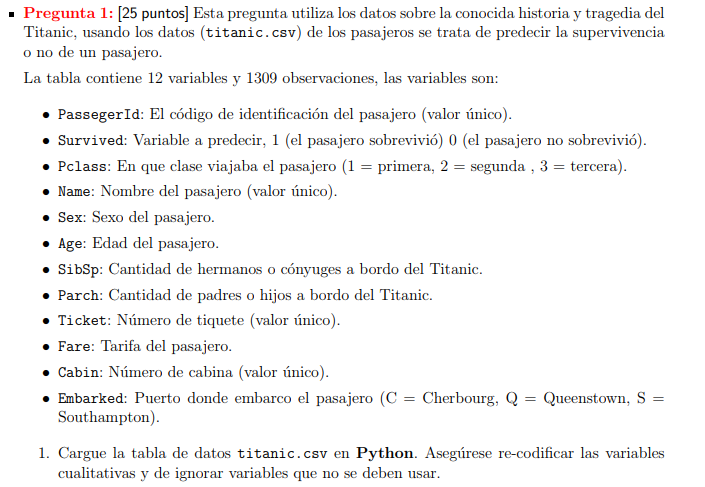 ▪ Pregunta 1: [25 puntos] Esta pregunta utiliza los datos sobre la conocida historia y tragedia del
Titanic, usando los datos (titanic.csv) de los pasajeros se trata de predecir la supervivencia
o no de un pasajero.
La tabla contiene 12 variables y 1309 observaciones, las variables son:
• PassegerId: El código de identificación del pasajero (valor único).
• Survived: Variable a predecir, 1 (el pasajero sobrevivió) 0 (el pasajero no sobrevivió).
• Pclass: En que clase viajaba el pasajero (1 = primera, 2 = segunda , 3 = tercera).
• Name: Nombre del pasajero (valor único).
• Sex: Sexo del pasajero.
• Age: Edad del pasajero.
• SibSp: Cantidad de hermanos o cónyuges a bordo del Titanic.
• Parch: Cantidad de padres o hijos a bordo del Titanic.
• Ticket: Número de tiquete (valor único).
• Fare: Tarifa del pasajero.
• Cabin: Número de cabina (valor único).
• Embarked: Puerto donde embarco el pasajero (C = Cherbourg, Q = Queenstown, S =
Southampton).
1. Cargue la tabla de datos titanic.csv en Python. Asegúrese re-codificar las variables
cualitativas y de ignorar variables que no se deben usar.